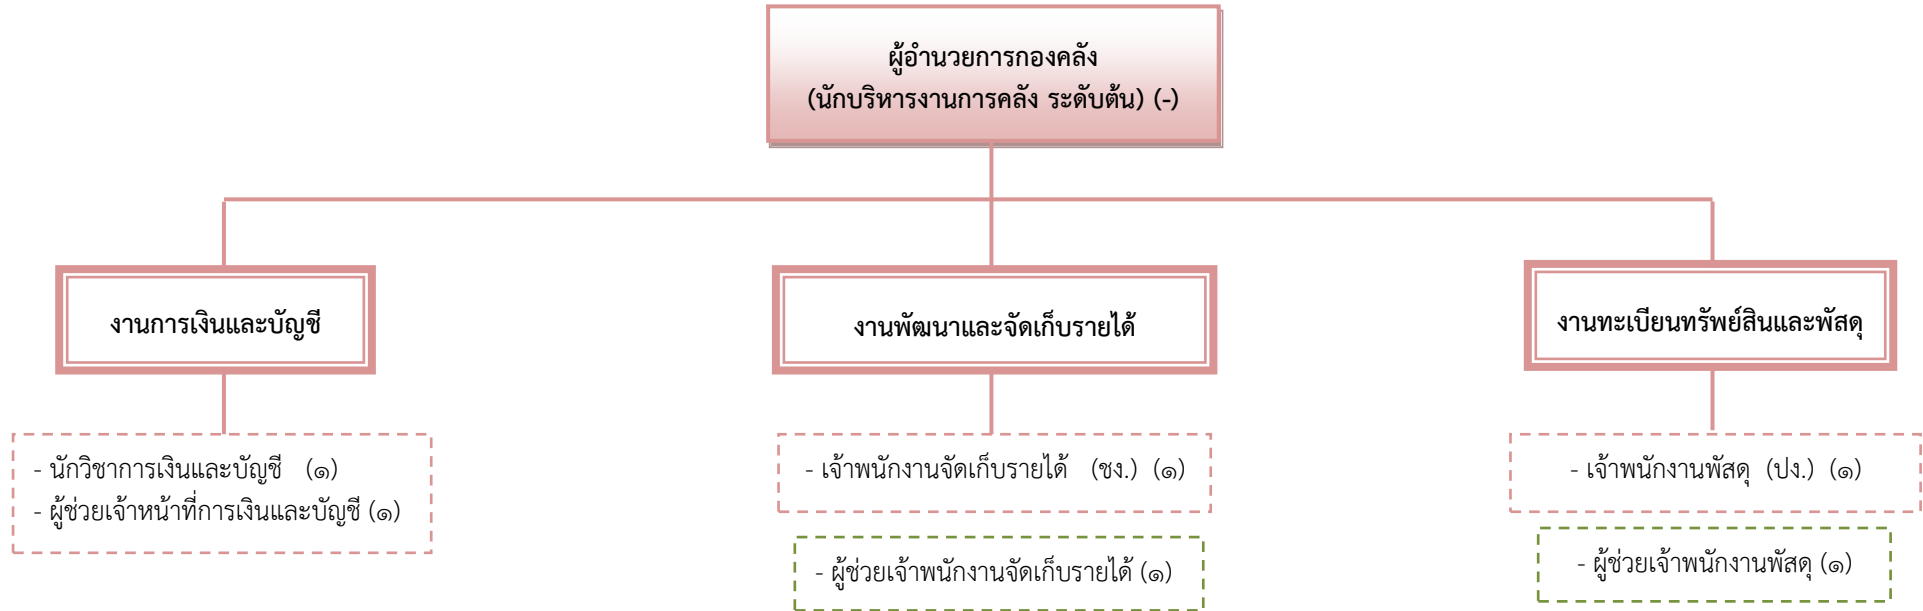 ผู้อำนวยการกองคลัง
(นักบริหารงานการคลัง ระดับต้น) (-)
งานการเงินและบัญชี
งานพัฒนาและจัดเก็บรายได้
งานทะเบียนทรัพย์สินและพัสดุ
- นักวิชาการเงินและบัญชี (๑)
- ผู้ช่วยเจ้าหน้าที่การเงินและบัญชี (๑)
- เจ้าพนักงานจัดเก็บรายได้ (ชง.) (๑)
- ผู้ช่วยเจ้าพนักงานจัดเก็บรายได้ (๑)
- เจ้าพนักงานพัสดุ (ปง.) (๑)
- ผู้ช่วยเจ้าพนักงานพัสดุ (๑)